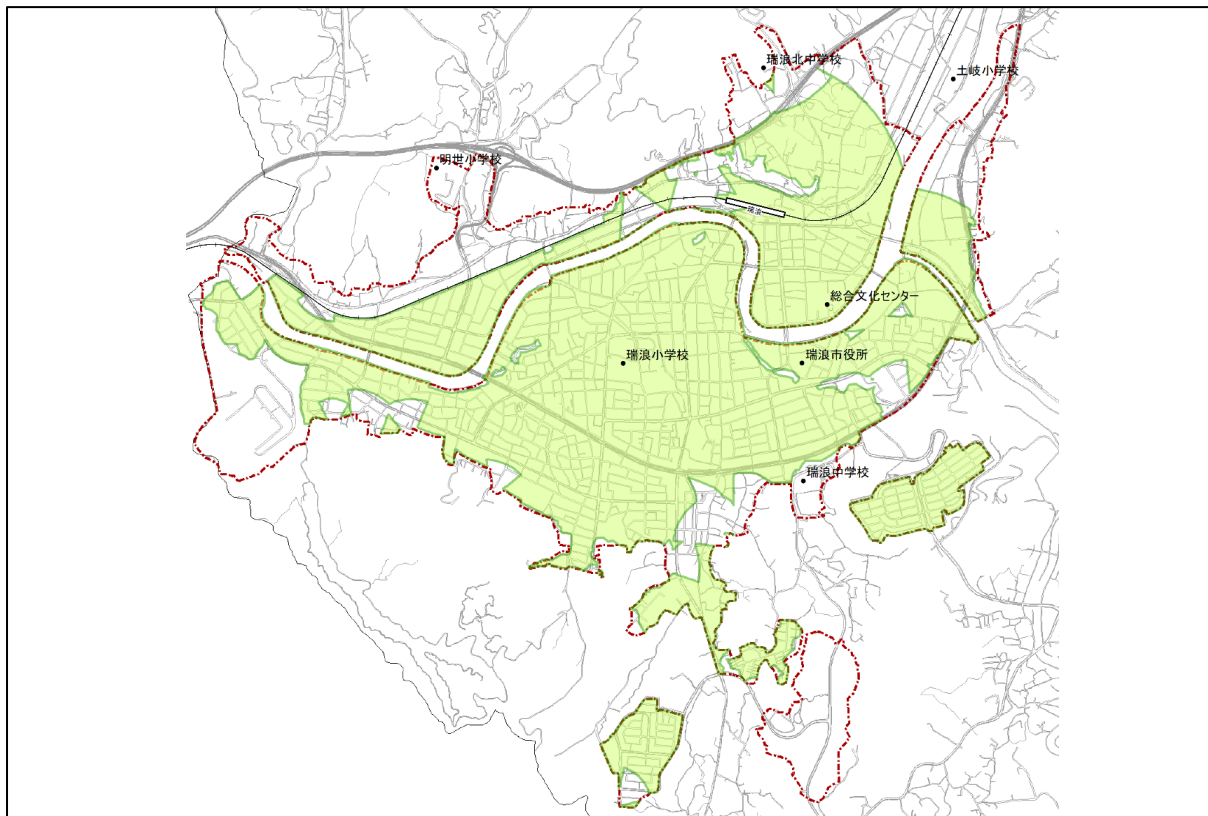 瑞浪北中学校
土岐小学校
明世小学校
瑞浪
総合文化センター
瑞浪小学校
瑞浪市役所
瑞浪中学校